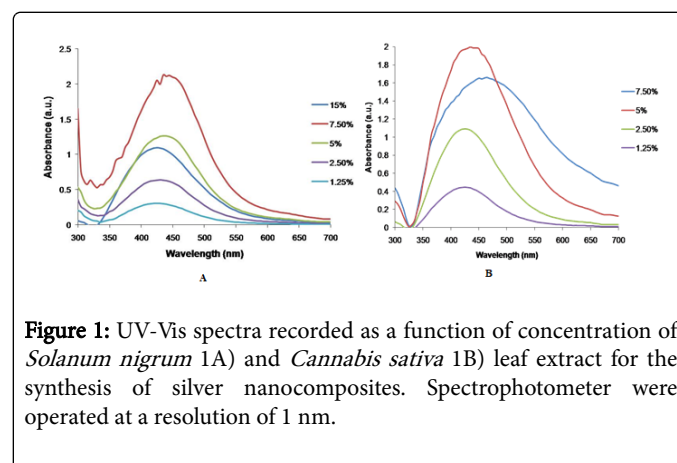 2.5
2
1.5
1
0.5
0
Absorbance (a.u.)
300 350 400 450 500 550 600 650 700
Wavelength (nm)
15%
7.50%
5%
2.50%
1.25%
A
2
1.8
1.6
1.4
1.2
1
0.8
0.6
0.4
0.2
0
Absorbance (a.u.)
300 350 400 450 500 550 600 650 700
Wavelength (nm)
7.50%
5%
2.50%
1.25%
B
Figure 1: UV-Vis spectra recorded as a function of concentration of
Solanum nigrum 1A) and Cannabis sativa 1B) leaf extract for the
synthesis of silver nanocomposites. Spectrophotometer were
operated at a resolution of 1 nm.